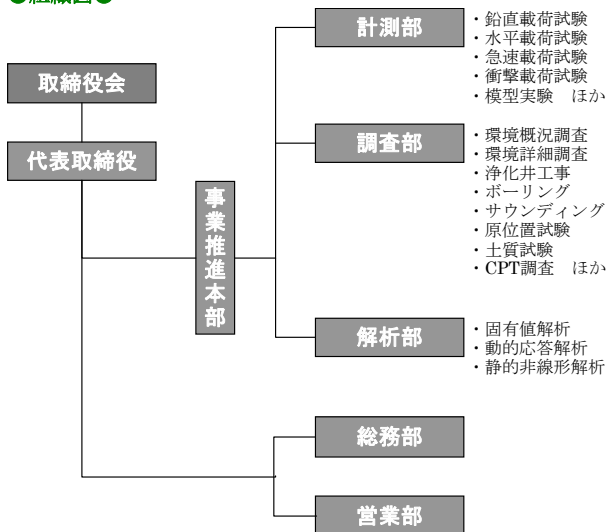 ●組織図●
計測部
・鉛直載荷試験
・水平載荷試験
・急速載荷試験
・衝撃載荷試験
・模型実験　ほか
取締役会
代表取締役
調査部
・環境概況調査
・環境詳細調査
・浄化井工事
・ボーリング
・サウンディング
・原位置試験
・土質試験
・CPT調査　ほか
事業推進本部
解析部
・固有値解析
・動的応答解析
・静的非線形解析
総務部
営業部